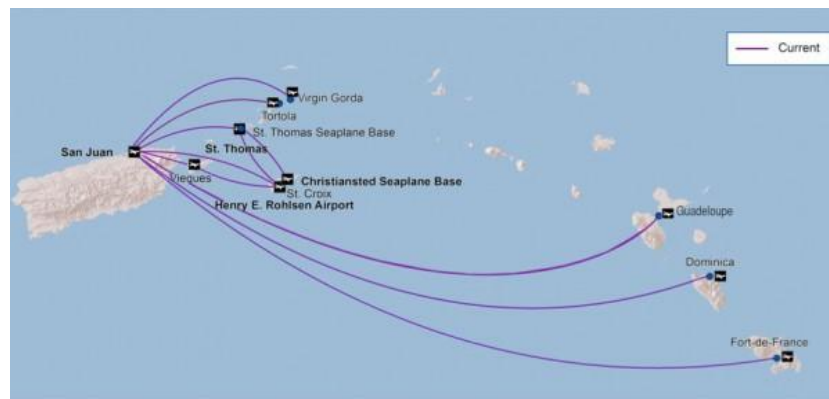 Current
Virgin Gorda
Tortola
St. Thomas Seaplane Base
San Juan
St. Thomas
Vieques
Christiansted Seaplane Base
St. Croix
Henry E. Rohlsen Airport
Guadeloupe
Dominica
Fort-de-France